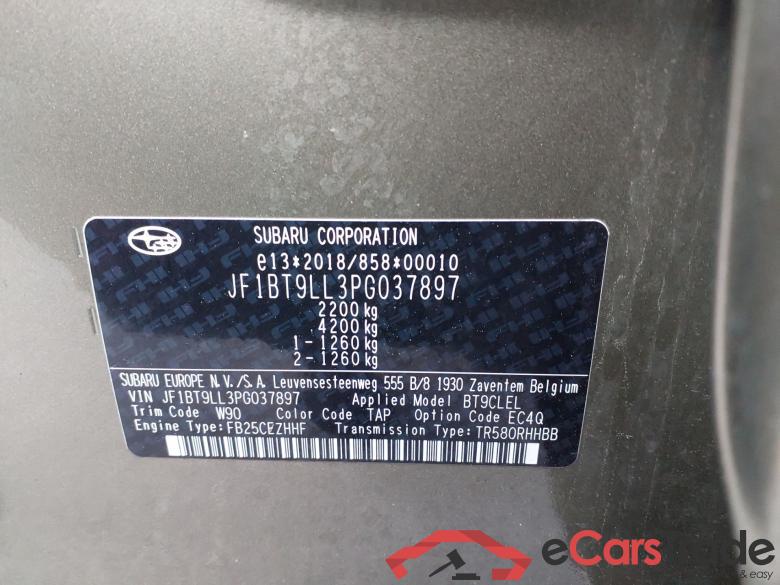 SUBARU CORPORATION
e13*2018/858*00010
JF1BT9LL3PG037897
2200 kg
4200 kg
1 - 1260 kg
2 - 1260 kg
SUBARU EUROPE N.V./S.A. Leuvensesteenweg 555 B/8 1930 Zaventem Belgium
VIN JF1BT9LL3PG037897 Applied Model BT9CLEL
Trim Code W90 Color Code TAP Option Code EC4Q
Engine Type: FB25CEZHHF Transmission Type: TR580RHHBB
eCars
& easy